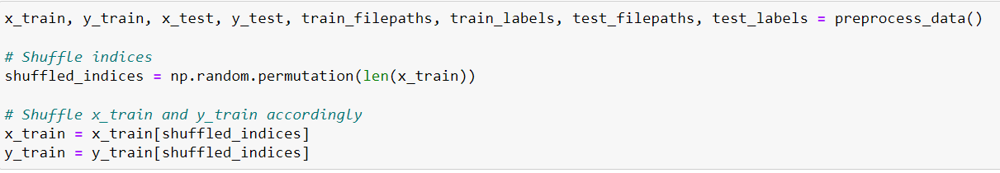 x_train, y_train, x_test, y_test, train_filepaths, train_labels, test_filepaths, test_labels = preprocess_data()
# Shuffle indices
shuffled_indices = np.random.permutation(len(x_train))
# Shuffle x_train and y_train accordingly
x_train = x_train[shuffled_indices]
y_train = y_train[shuffled_indices]